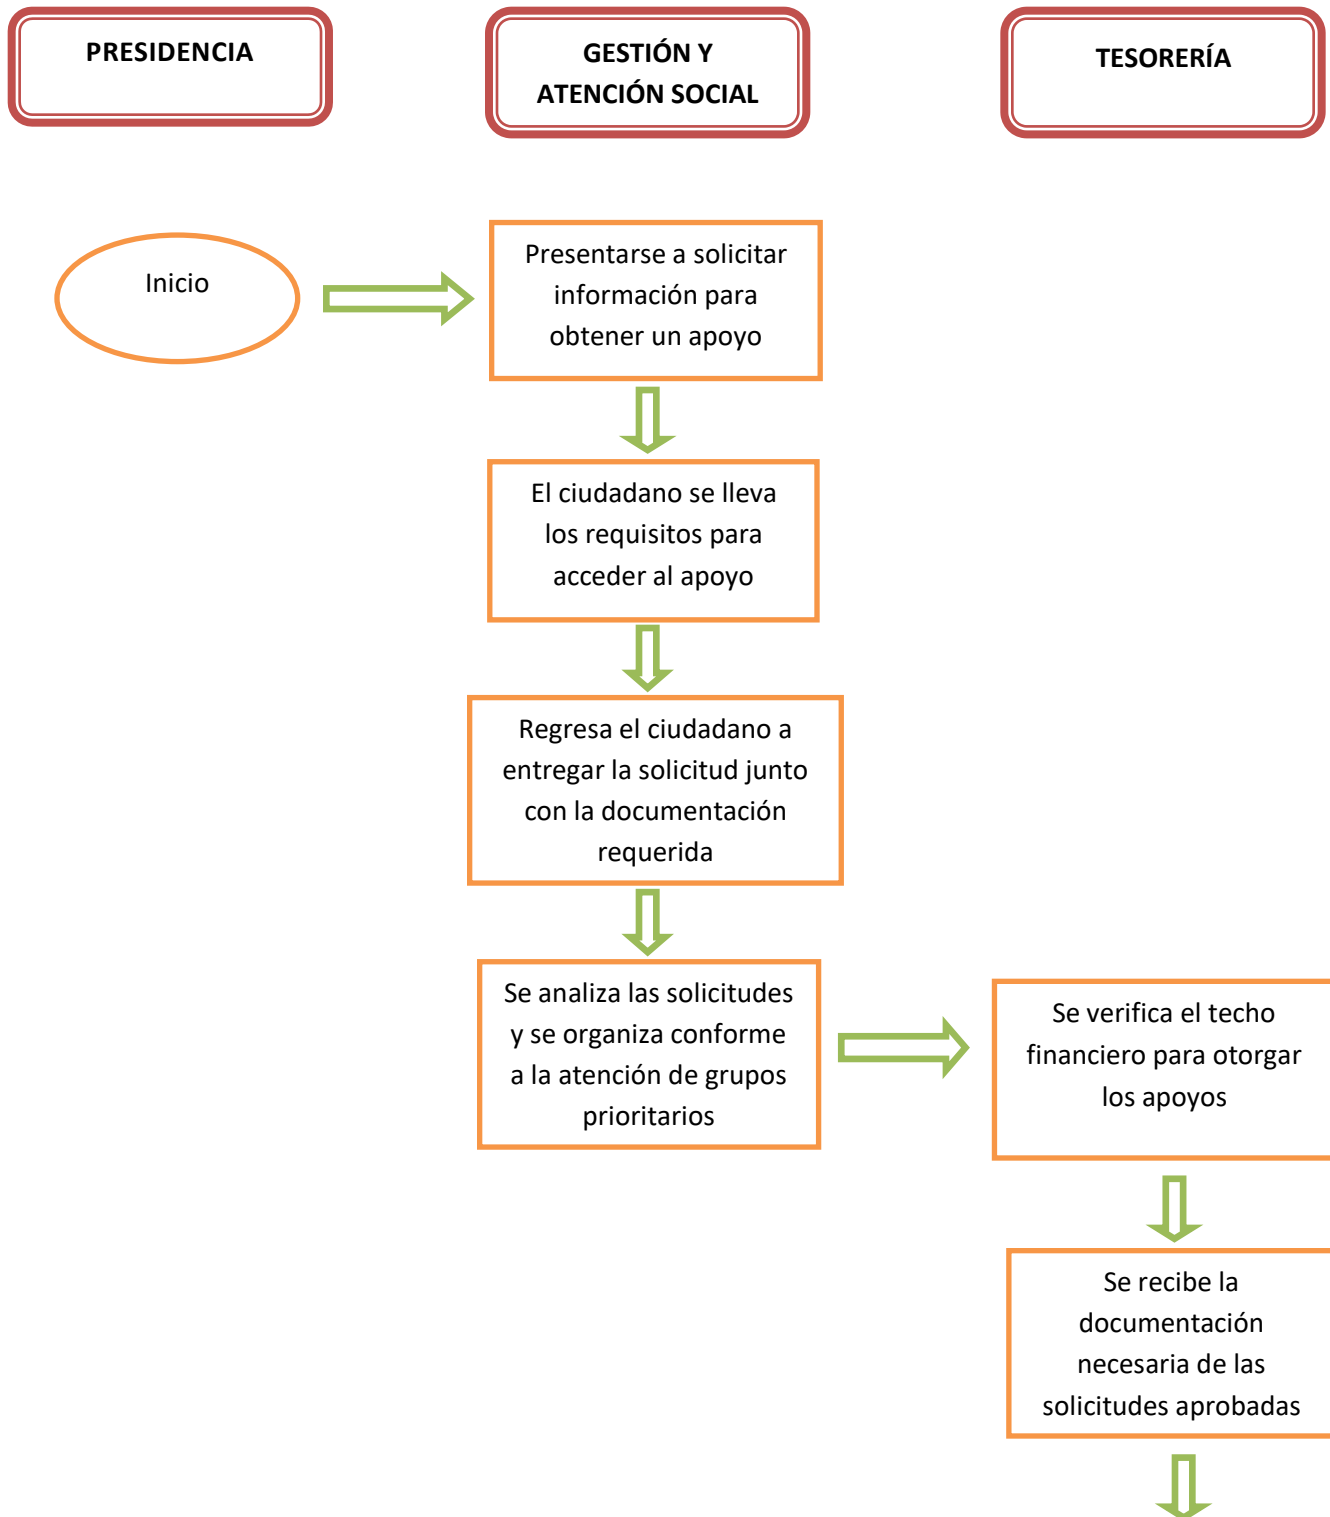 PRESIDENCIA
GESTIÓN Y
ATENCIÓN SOCIAL
TESORERÍA
Inicio
Presentarse a solicitar
información para
obtener un apoyo
El ciudadano se lleva
los requisitos para
acceder al apoyo
Regresa el ciudadano a
entregar la solicitud junto
con la documentación
requerida
Se analiza las solicitudes
y se organiza conforme
a la atención de grupos
prioritarios
Se verifica el techo
financiero para otorgar
los apoyos
Se recibe la
documentación
necesaria de las
solicitudes aprobadas